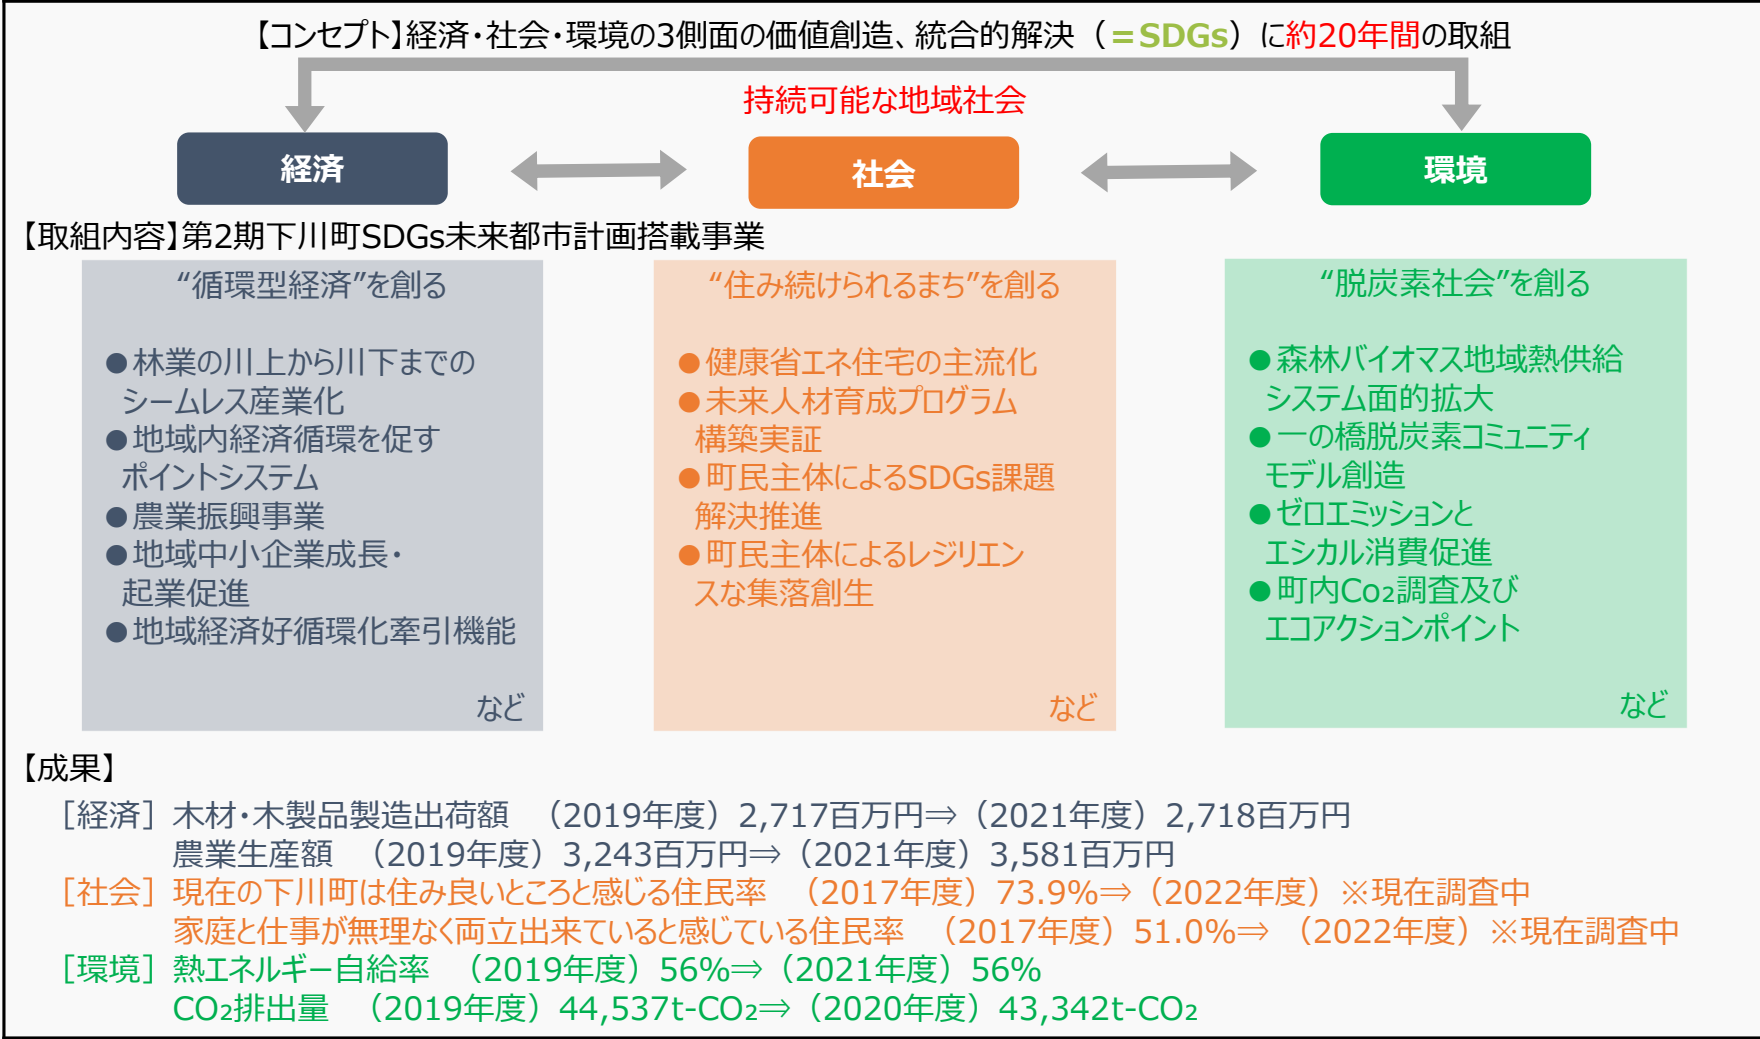 【コンセプト】経済・社会・環境の3側面の価値創造、統合的解決（＝SDGs）に約20年間の取組
持続可能な地域社会
経済
社会
環境
【取組内容】第2期下川町SDGs未来都市計画搭載事業
“循環型経済”を創る
●林業の川上から川下までの
シームレス産業化
●地域内経済循環を促す
ポイントシステム
●農業振興事業
●地域中小企業成長・
起業促進
●地域経済好循環化牽引機能
など
“住み続けられるまち”を創る
●健康省エネ住宅の主流化
●未来人材育成プログラム
構築実証
●町民主体によるSDGs課題
解決推進
●町民主体によるレジリエン
スな集落創生
など
“脱炭素社会”を創る
●森林バイオマス地域熱供給
システム面的拡大
●一の橋脱炭素コミュニティ
モデル創造
●ゼロエミッションと
エシカル消費促進
●町内Co₂調査及び
エコアクションポイント
など
【成果】
［経済］木材・木製品製造出荷額　（2019年度）2,717百万円⇒（2021年度）2,718百万円
農業生産額　（2019年度）3,243百万円⇒（2021年度）3,581百万円
［社会］現在の下川町は住み良いところと感じる住民率　（2017年度）73.9%⇒（2022年度）※現在調査中
家庭と仕事が無理なく両立出来ていると感じている住民率　（2017年度）51.0%⇒　（2022年度）※現在調査中
［環境］熱エネルギー自給率　（2019年度）56%⇒（2021年度）56%
CO₂排出量　（2019年度）44,537t-CO₂⇒（2020年度）43,342t-CO₂